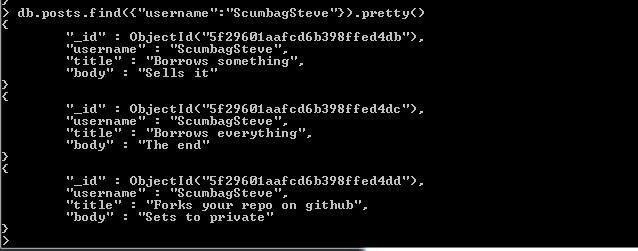 > db.posts.find({"username":"ScumbagSteve"}).pretty()
{
"_id" : ObjectId("5f29601aafcd6b398ffed4db"),
"username" : "ScumbagSteve",
"title" : "Borrows something",
"body" : "Sells it"
}
{
"_id" : ObjectId("5f29601aafcd6b398ffed4dc"),
"username" : "ScumbagSteve",
"title" : "Borrows everything",
"body" : "The end"
}
{
"_id" : ObjectId("5f29601aafcd6b398ffed4dd"),
"username" : "ScumbagSteve",
"title" : "Forks your repo on github",
"body" : "Sets to private"
}
>